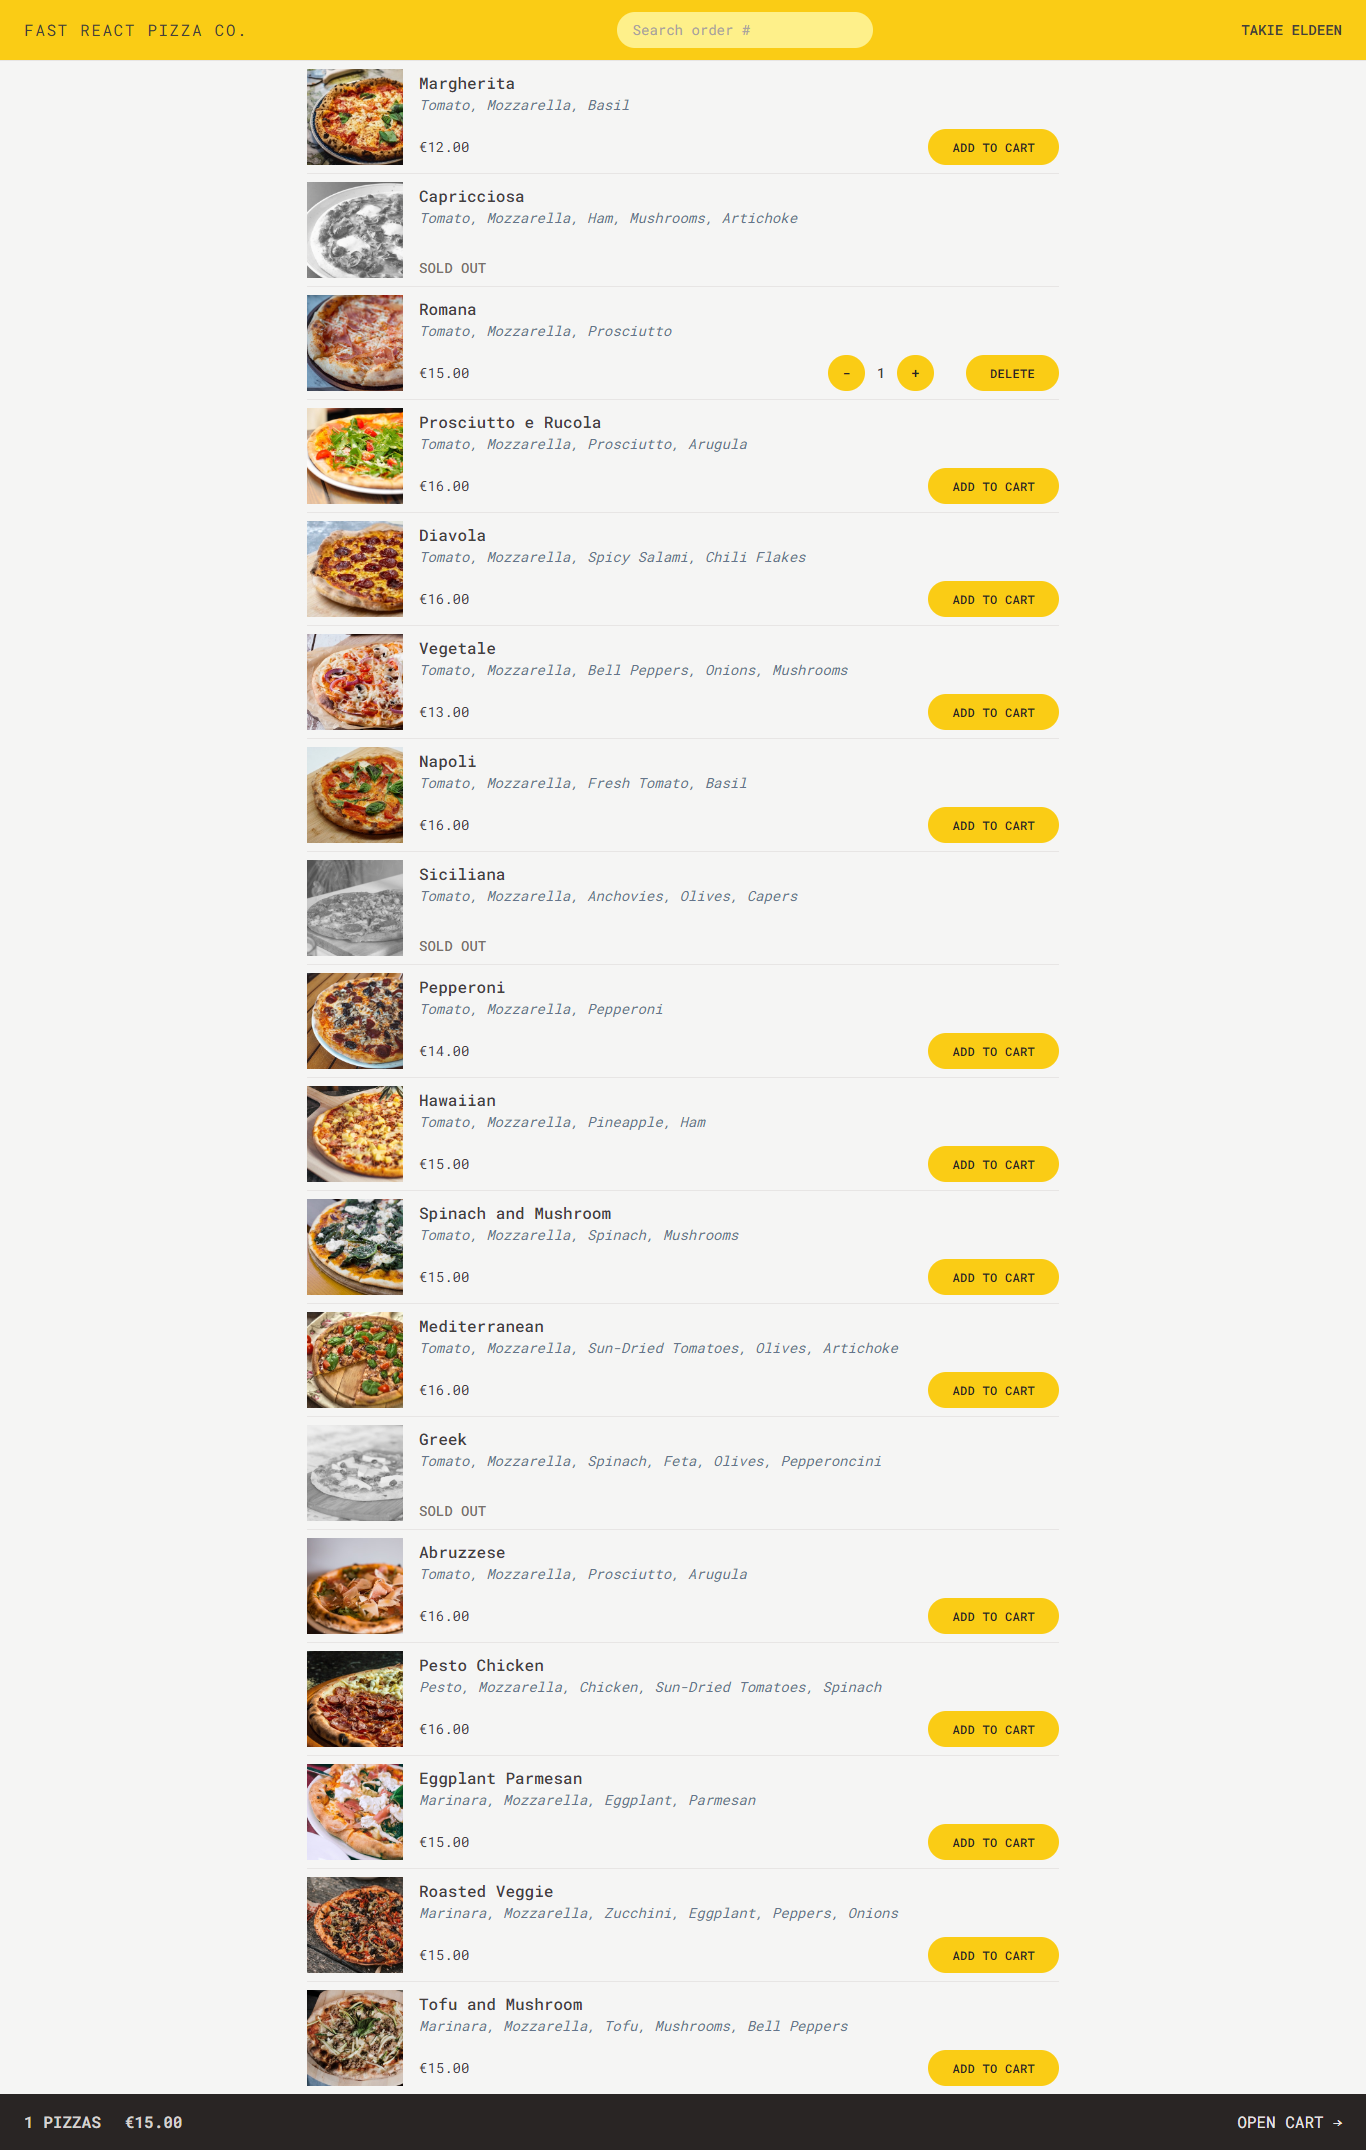 FAST REACT PIZZA CO.
Search order #
TAKIE ELDEEN
Margherita
Tomato, Mozzarella, Basil
€12.00
ADD TO CART
Capricciosa
Tomato, Mozzarella, Ham, Mushrooms, Artichoke
SOLD OUT
Romana
Tomato, Mozzarella, Prosciutto
€15.00
- 1 +
DELETE
Prosciutto e Rucola
Tomato, Mozzarella, Prosciutto, Arugula
€16.00
ADD TO CART
Diavola
Tomato, Mozzarella, Spicy Salami, Chili Flakes
€16.00
ADD TO CART
Vegetale
Tomato, Mozzarella, Bell Peppers, Onions, Mushrooms
€13.00
ADD TO CART
Napoli
Tomato, Mozzarella, Fresh Tomato, Basil
€16.00
ADD TO CART
Siciliana
Tomato, Mozzarella, Anchovies, Olives, Capers
SOLD OUT
Pepperoni
Tomato, Mozzarella, Pepperoni
€14.00
ADD TO CART
Hawaiian
Tomato, Mozzarella, Pineapple, Ham
€15.00
ADD TO CART
Spinach and Mushroom
Tomato, Mozzarella, Spinach, Mushrooms
€15.00
ADD TO CART
Mediterranean
Tomato, Mozzarella, Sun-Dried Tomatoes, Olives, Artichoke
€16.00
ADD TO CART
Greek
Tomato, Mozzarella, Spinach, Feta, Olives, Pepperoncini
SOLD OUT
Abruzzese
Tomato, Mozzarella, Prosciutto, Arugula
€16.00
ADD TO CART
Pesto Chicken
Pesto, Mozzarella, Chicken, Sun-Dried Tomatoes, Spinach
€16.00
ADD TO CART
Eggplant Parmesan
Marinara, Mozzarella, Eggplant, Parmesan
€15.00
ADD TO CART
Roasted Veggie
Marinara, Mozzarella, Zucchini, Eggplant, Peppers, Onions
€15.00
ADD TO CART
Tofu and Mushroom
Marinara, Mozzarella, Tofu, Mushrooms, Bell Peppers
€15.00
ADD TO CART
1 PIZZAS €15.00
OPEN CART →